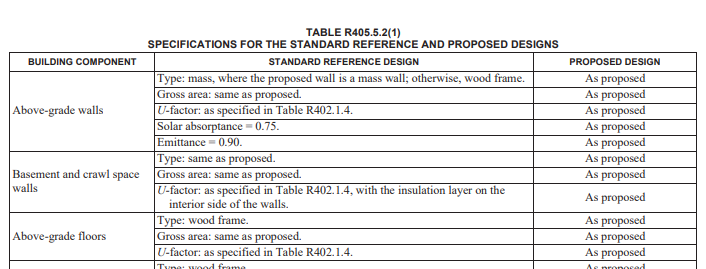 TABLE R405.5.2(1)
SPECIFICATIONS FOR THE STANDARD REFERENCE AND PROPOSED DESIGNS
BUILDING COMPONENT STANDARD REFERENCE DESIGN PROPOSED DESIGN
Above-grade walls
Type: mass, where the proposed wall is a mass wall; otherwise, wood frame. As proposed
Gross area: same as proposed. As proposed
U-factor: as specified in Table R402.1.4. As proposed
Solar absorptance = 0.75. As proposed
Emittance = 0.90. As proposed
Basement and crawl space
walls
Type: same as proposed. As proposed
Gross area: same as proposed. As proposed
U-factor: as specified in Table R402.1.4, with the insulation layer on the
interior side of the walls. As proposed
Above-grade floors
Type: wood frame. As proposed
Gross area: same as proposed. As proposed
U-factor: as specified in Table R402.1.4. As proposed
Type: wood frame. As proposed